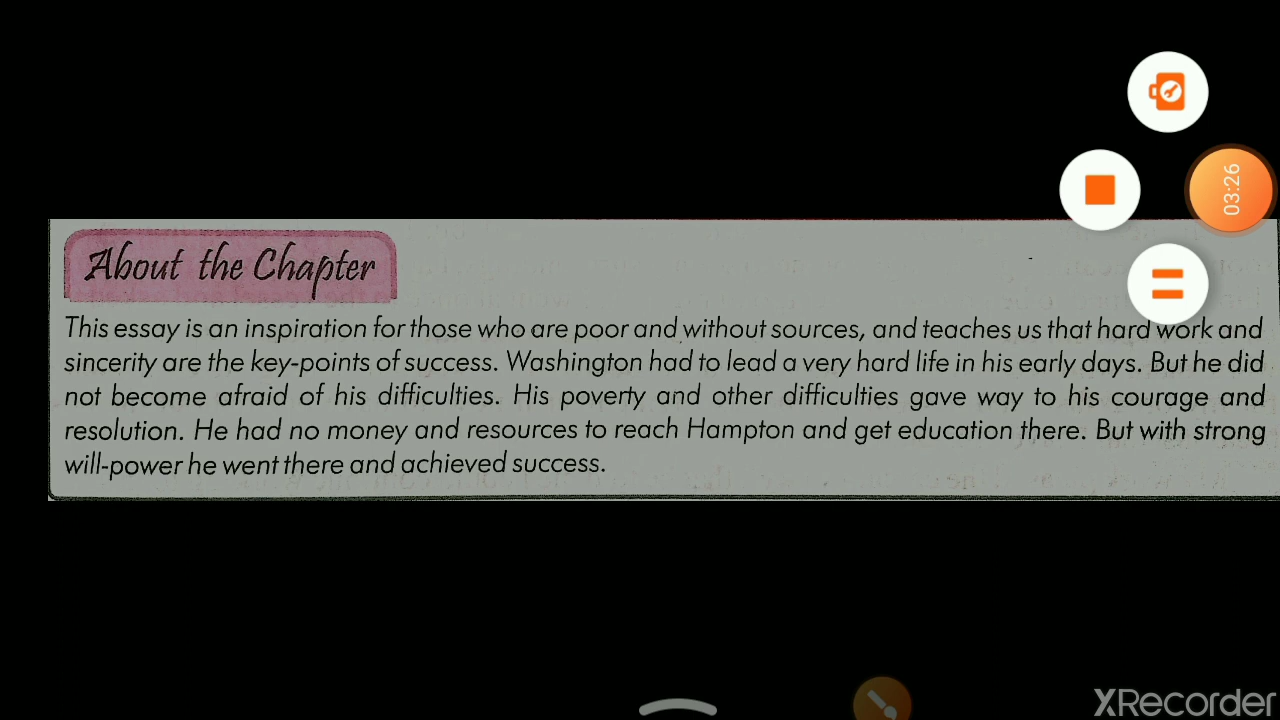 03:26
About the Chapter
This essay is an inspiration for those who are poor and without sources, and teaches us that hard work and
sincerity are the key-points of success. Washington had to lead a very hard life in his early days. But he did
not become afraid of his difficulties. His poverty and other difficulties gave way to his courage and
resolution. He had no money and resources to reach Hampton and get education there. But with strong
will-power he went there and achieved success.
XRecorder